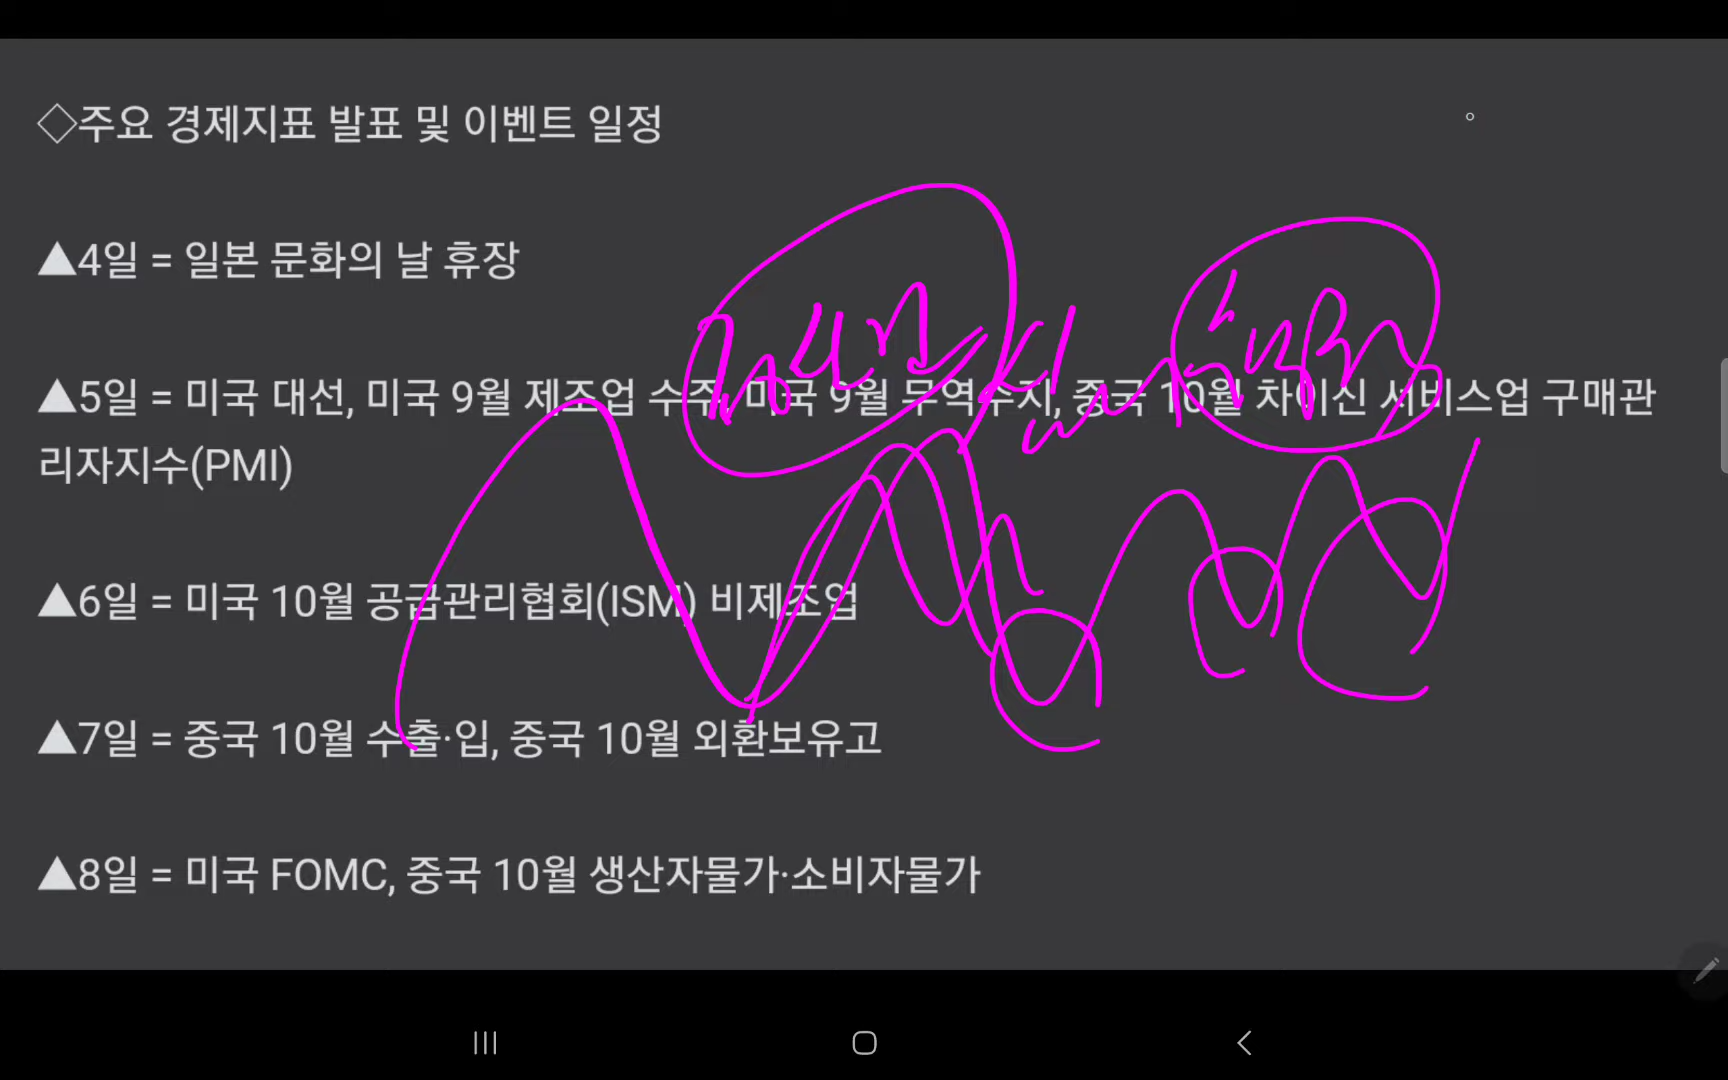 ◇주요 경제지표 발표 및 이벤트 일정
▲4일 = 일본 문화의 날 휴장
▲5일 = 미국 대선, 미국 9월 제조업 수주, 미국 9월 무역수지, 중국 10월 차이신 서비스업 구매관
리자지수(PMI)
▲6일 = 미국 10월 공급관리협회(ISM) 비제조업
▲7일 = 중국 10월 수출·입, 중국 10월 외환보유고
▲8일 = 미국 FOMC, 중국 10월 생산자물가·소비자물가